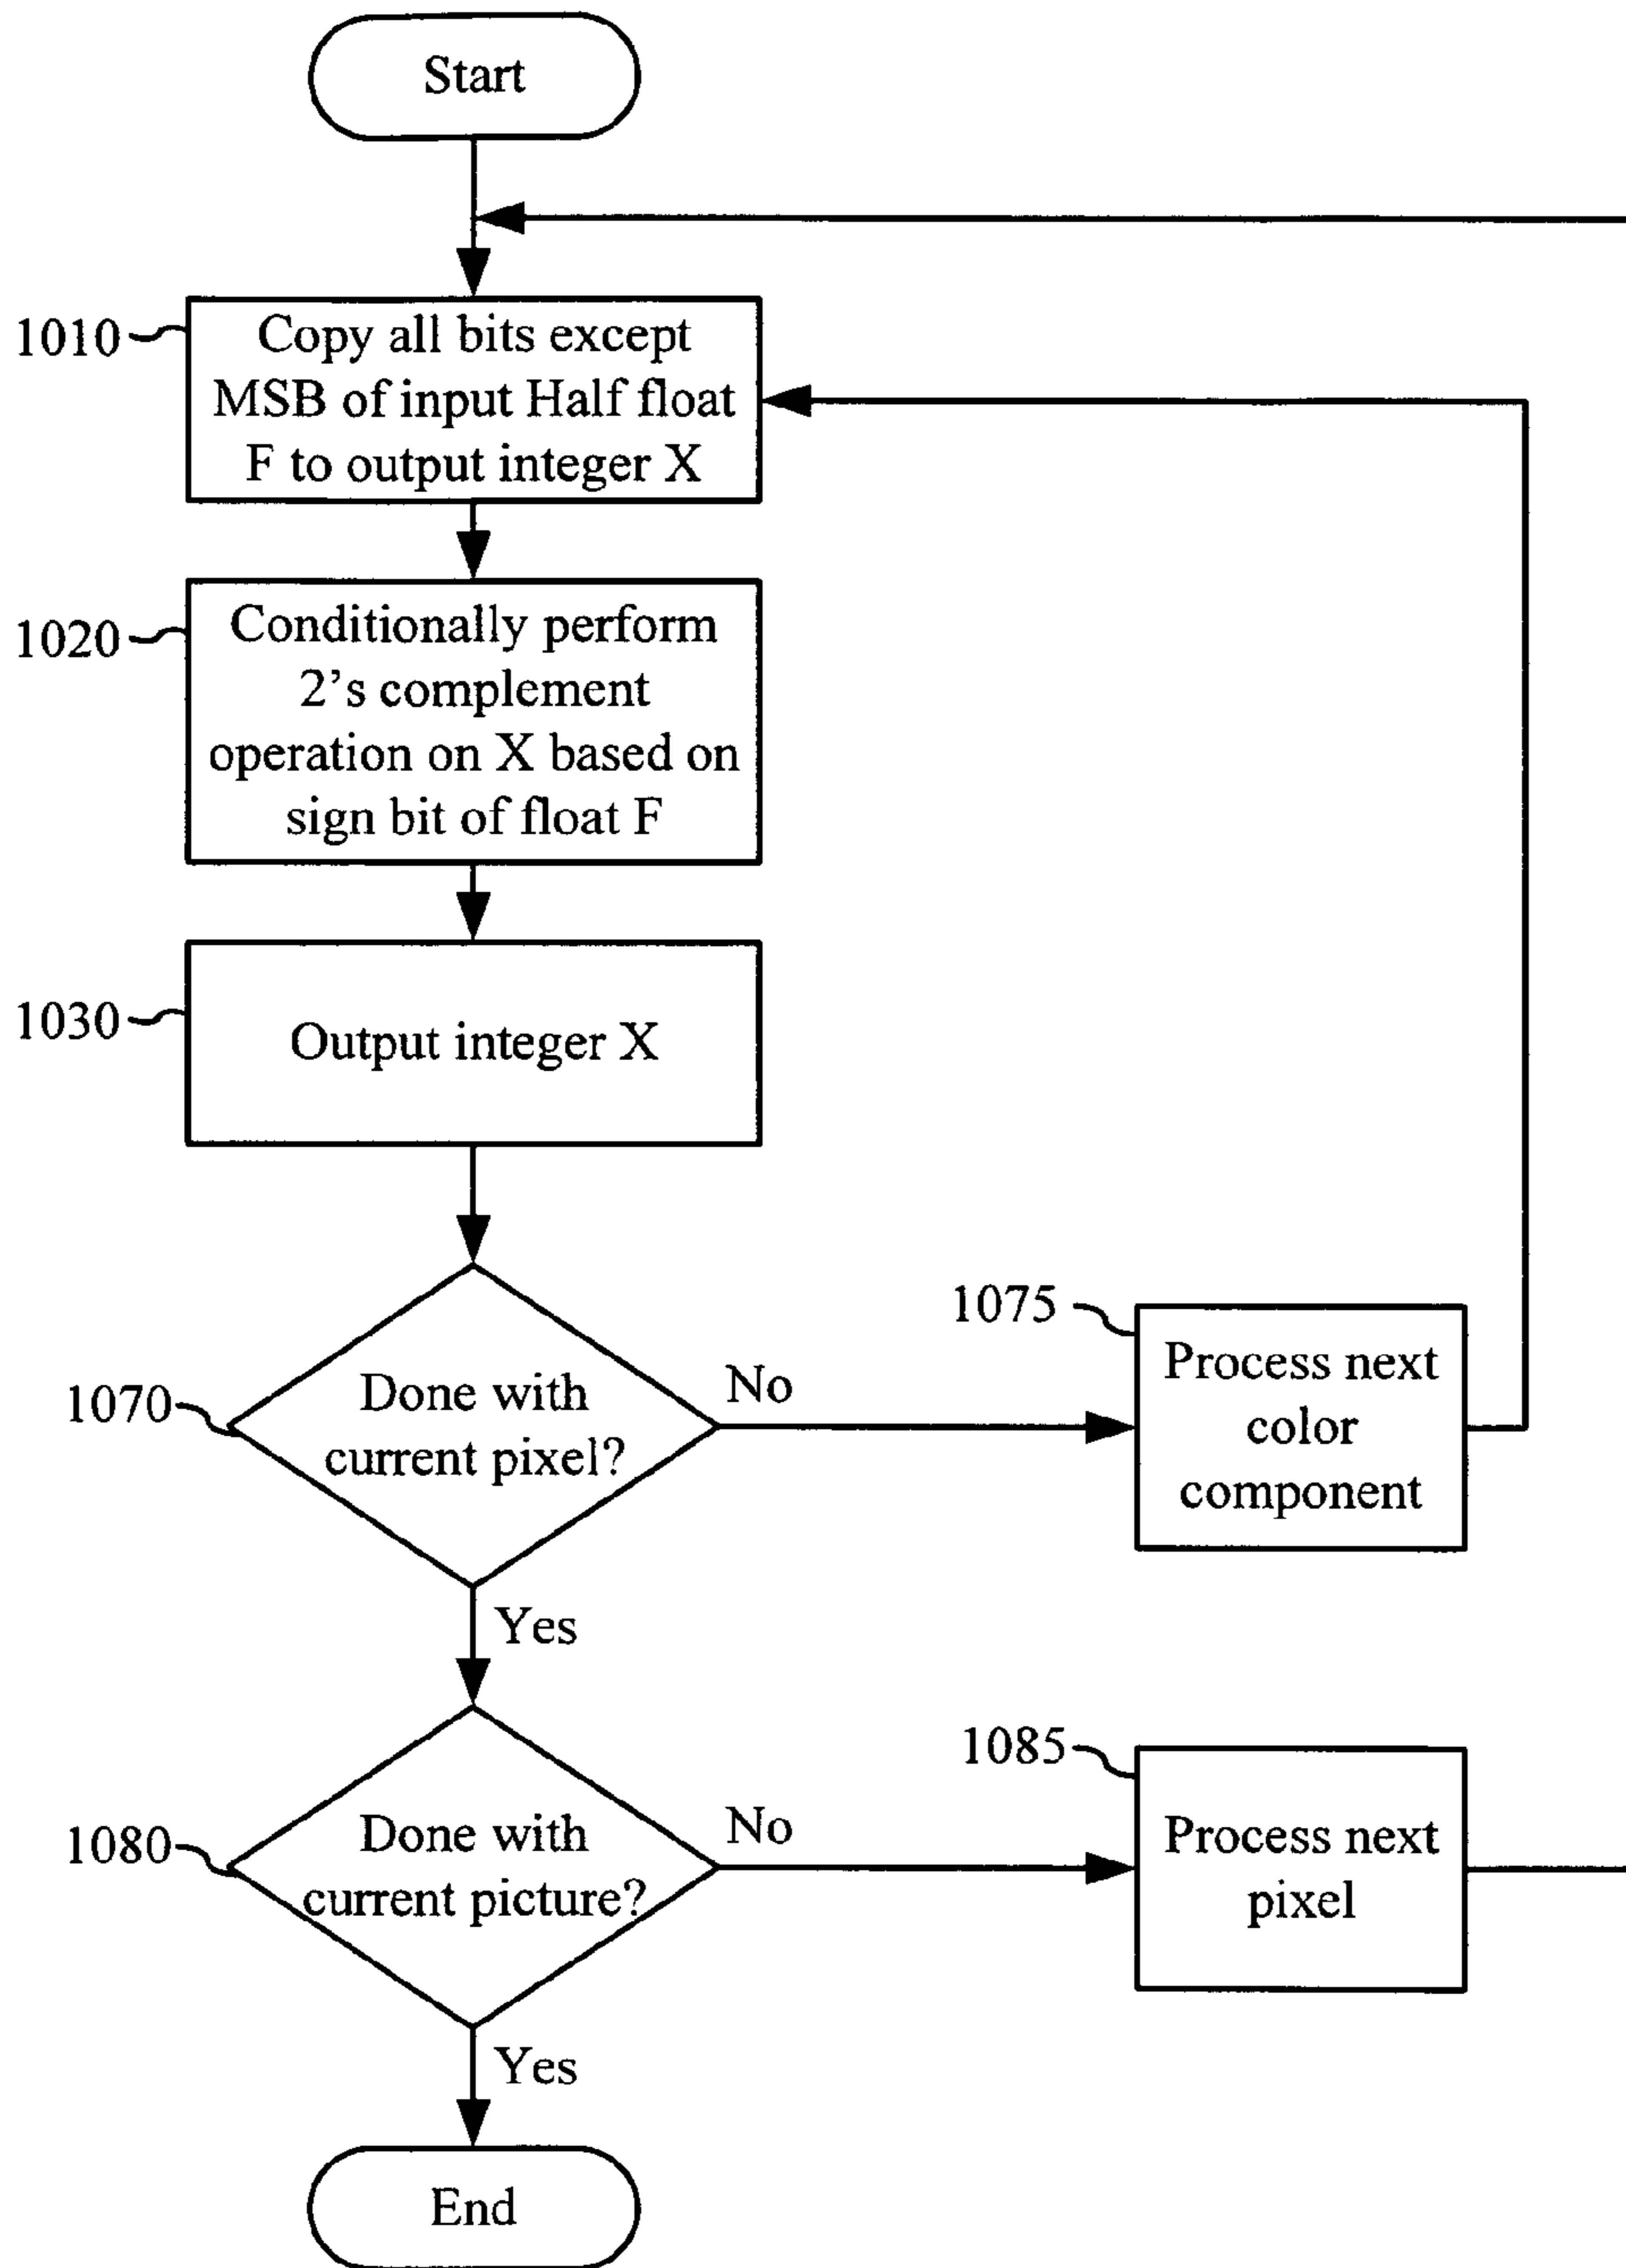 Start
1010
Copy all bits except
MSB of input Half float
F to output integer X
1020
Conditionally perform
2's complement
operation on X based on
sign bit of float F
1030
Output integer X
1070
Done with
current pixel?
No
1075
Process next
color
component
Yes
1080
Done with
current picture?
No
1085
Process next
pixel
Yes
End